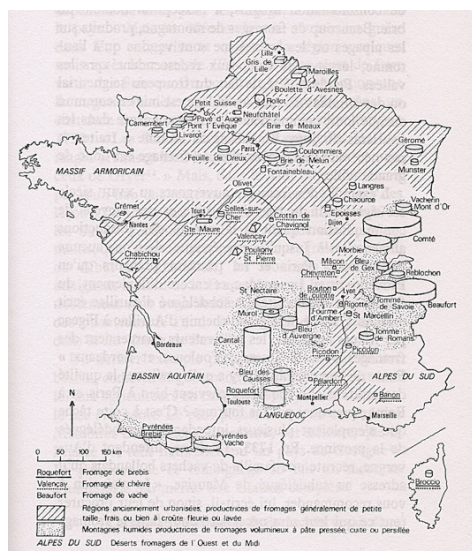 Lille
Gris de
Lille
Maroilles
Boulette d'Avesnes
Petit Suisse
Rollot
Neufchâtel
Camembert
Pavé d'Auge
Pont l'Evêque
Livarot
Brie de Meaux
Paris
Coulommiers
Feuille de Dreux
Brie de Melun
Fontainebleau
Géromé
Munster
MASSIF ARMORICAIN
Olivet
Langres
Chaource
Epoisses
Dijon
Vacherin
Mont d'Or
Crémet
Nantes
Tours
Ste Maure
Selles-sur-
Cher
Crottin de
Chavignol
Valençay
Pouligny
St Pierre
Comté
Morbier
Bleu
de Gex
Chabichou
Mâcon
Chevreton
Bouton
de culotte
Reblochon
Lyon
Rigotte
Tomme
de Savoie
Beaufort
St Nectaire
Murol
Fourme
d'Ambert
St Marcellin
Bleu
d'Auvergne
Tomme
de Romans
Cantal
Picodon
Picodon
Bordeaux
Bleu des
Causses
BASSIN AQUITAIN
Roquefort
Pélardon
ALPES DU SUD
Toulouse
Montpellier
Banon
LANGUEDOC
Marseille
N
Pyrénées
Brebis
Pyrénées
Vache
Broccio
0 50 100 150 km
Roquefort Fromage de brebis
Valençay Fromage de chèvre
Beaufort Fromage de vache
Régions anciennement urbanisées, productrices de fromages généralement de petite
taille, frais ou bien à croûte fleurie ou lavée
Montagnes humides productrices de fromages volumineux à pâte pressée, cuite ou persillée
ALPES DU SUD Déserts fromagers de l'Ouest et du Midi